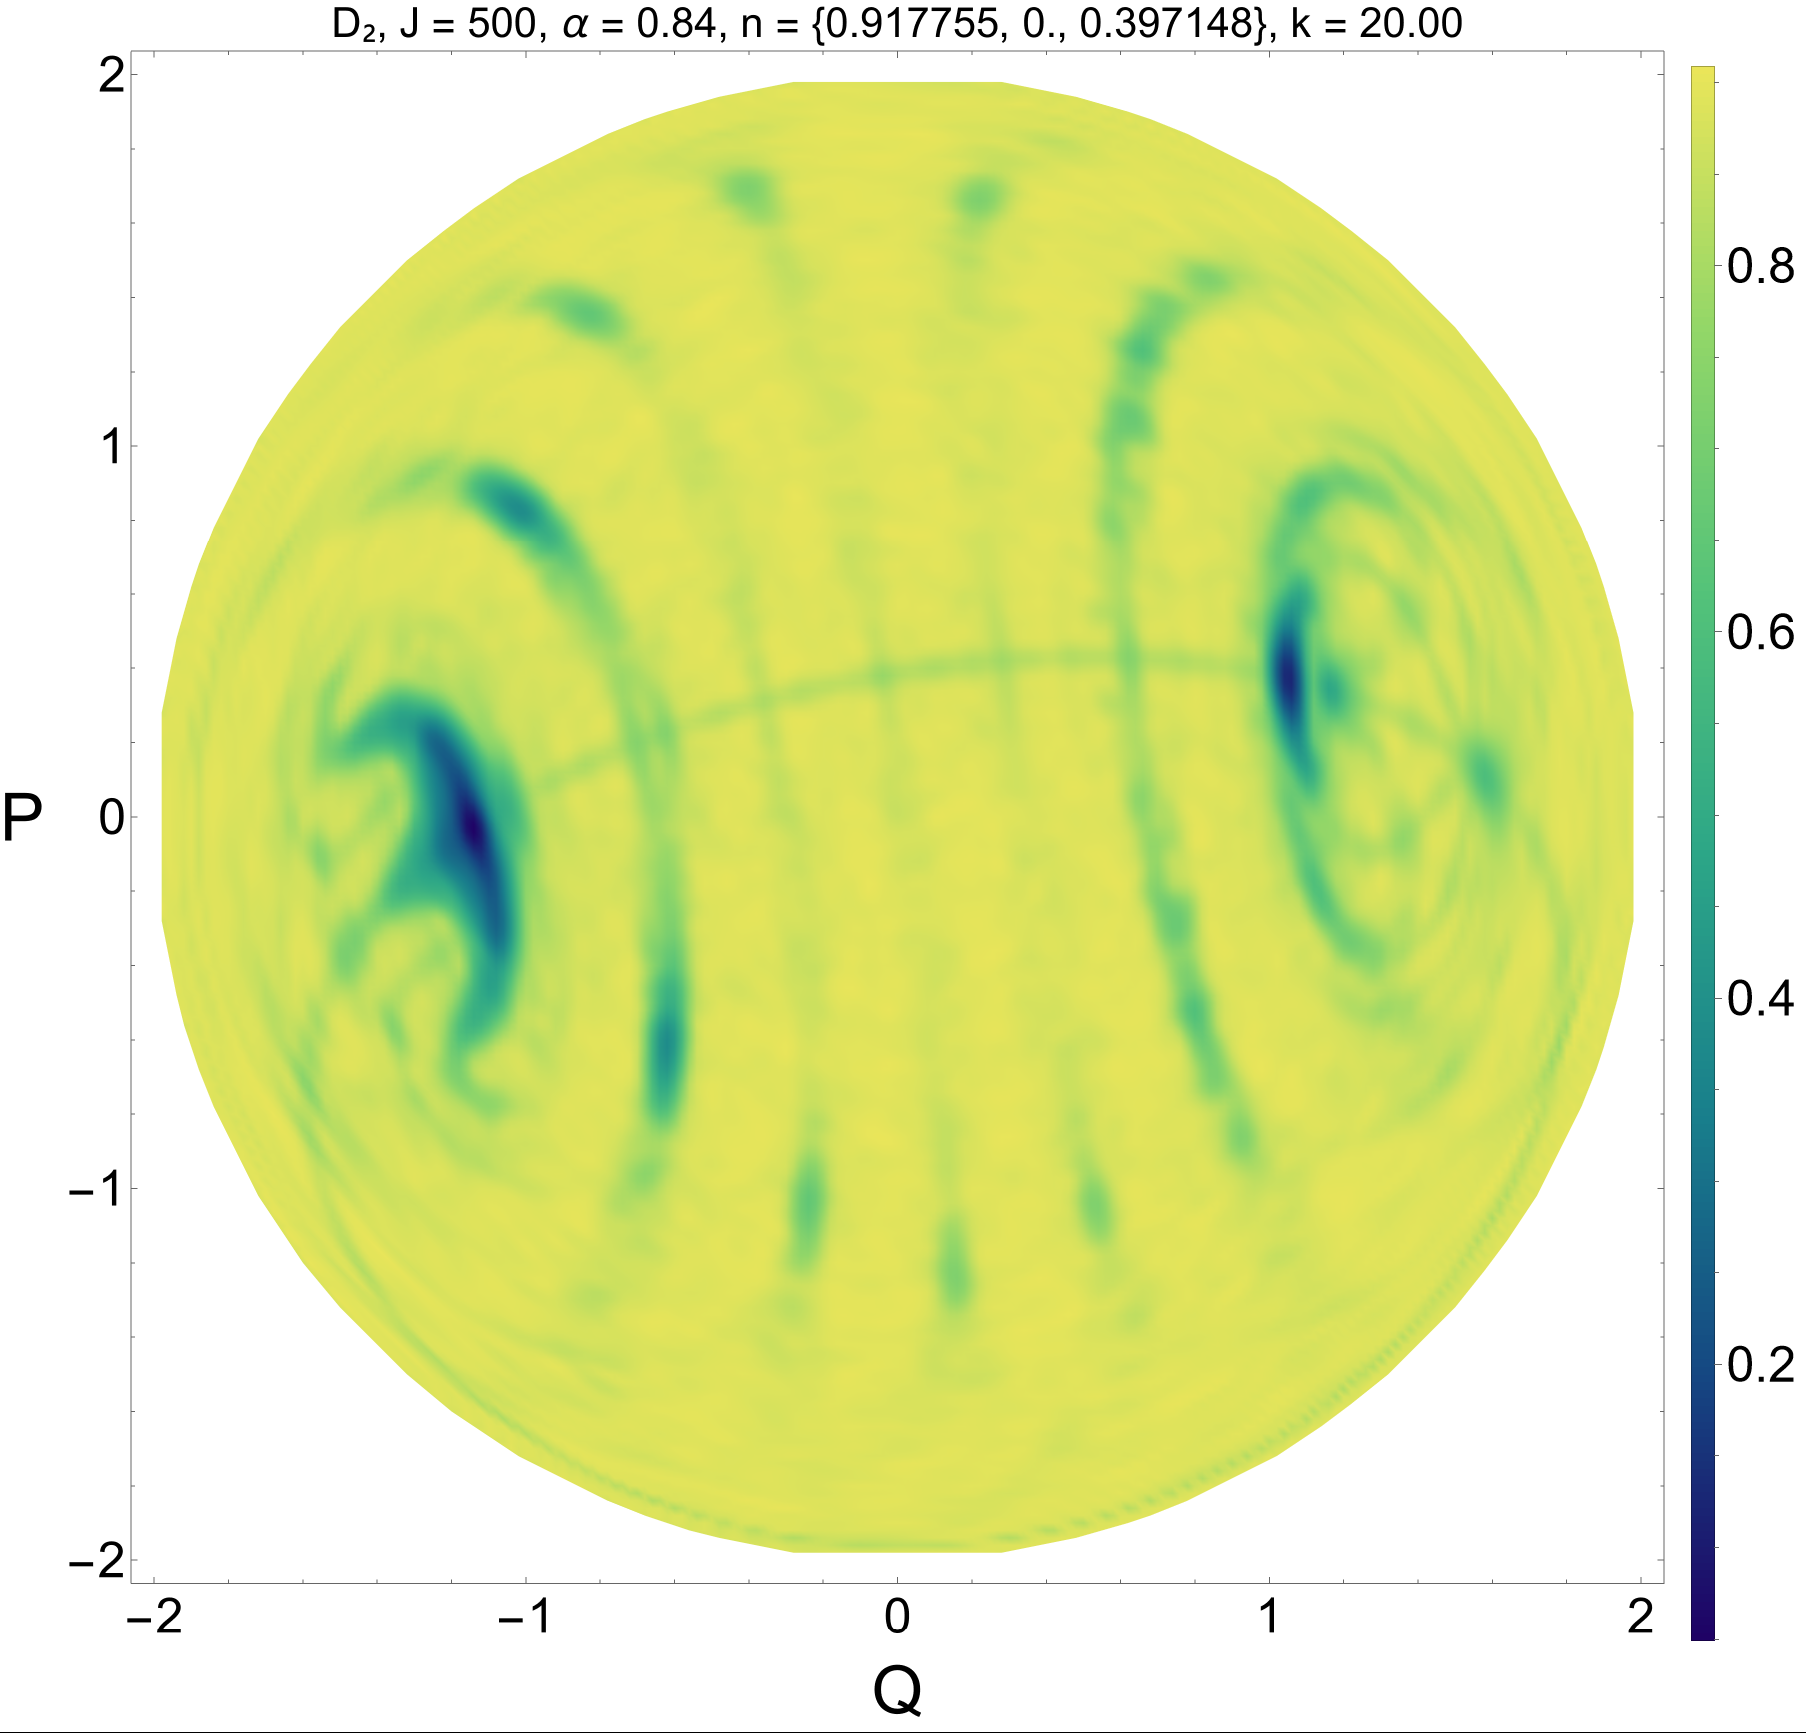 D₂, J = 500, α = 0.84, n = {0.917755, 0., 0.397148}, k = 20.00
2
1
P 0
−1
−2
−2 −1 0 1 2
Q
0.8
0.6
0.4
0.2